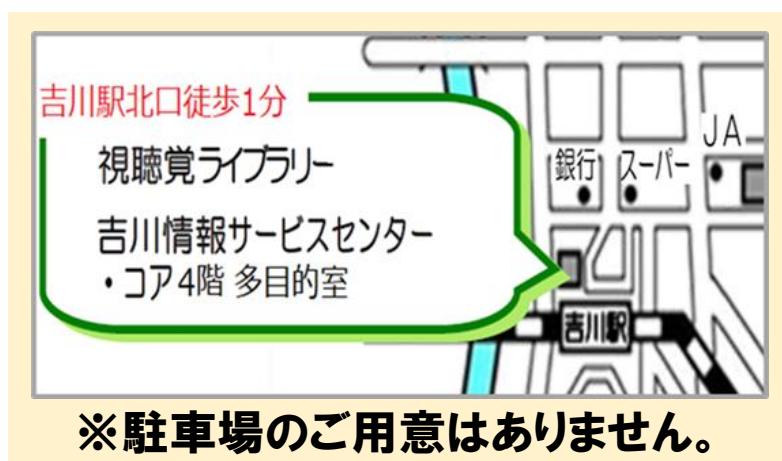 吉川駅北口徒歩1分
視聴覚ライブラリー
吉川情報サービスセンター
・コア4階 多目的室
銀行
スーパー
JA
吉川駅
※駐車場のご用意はありません。